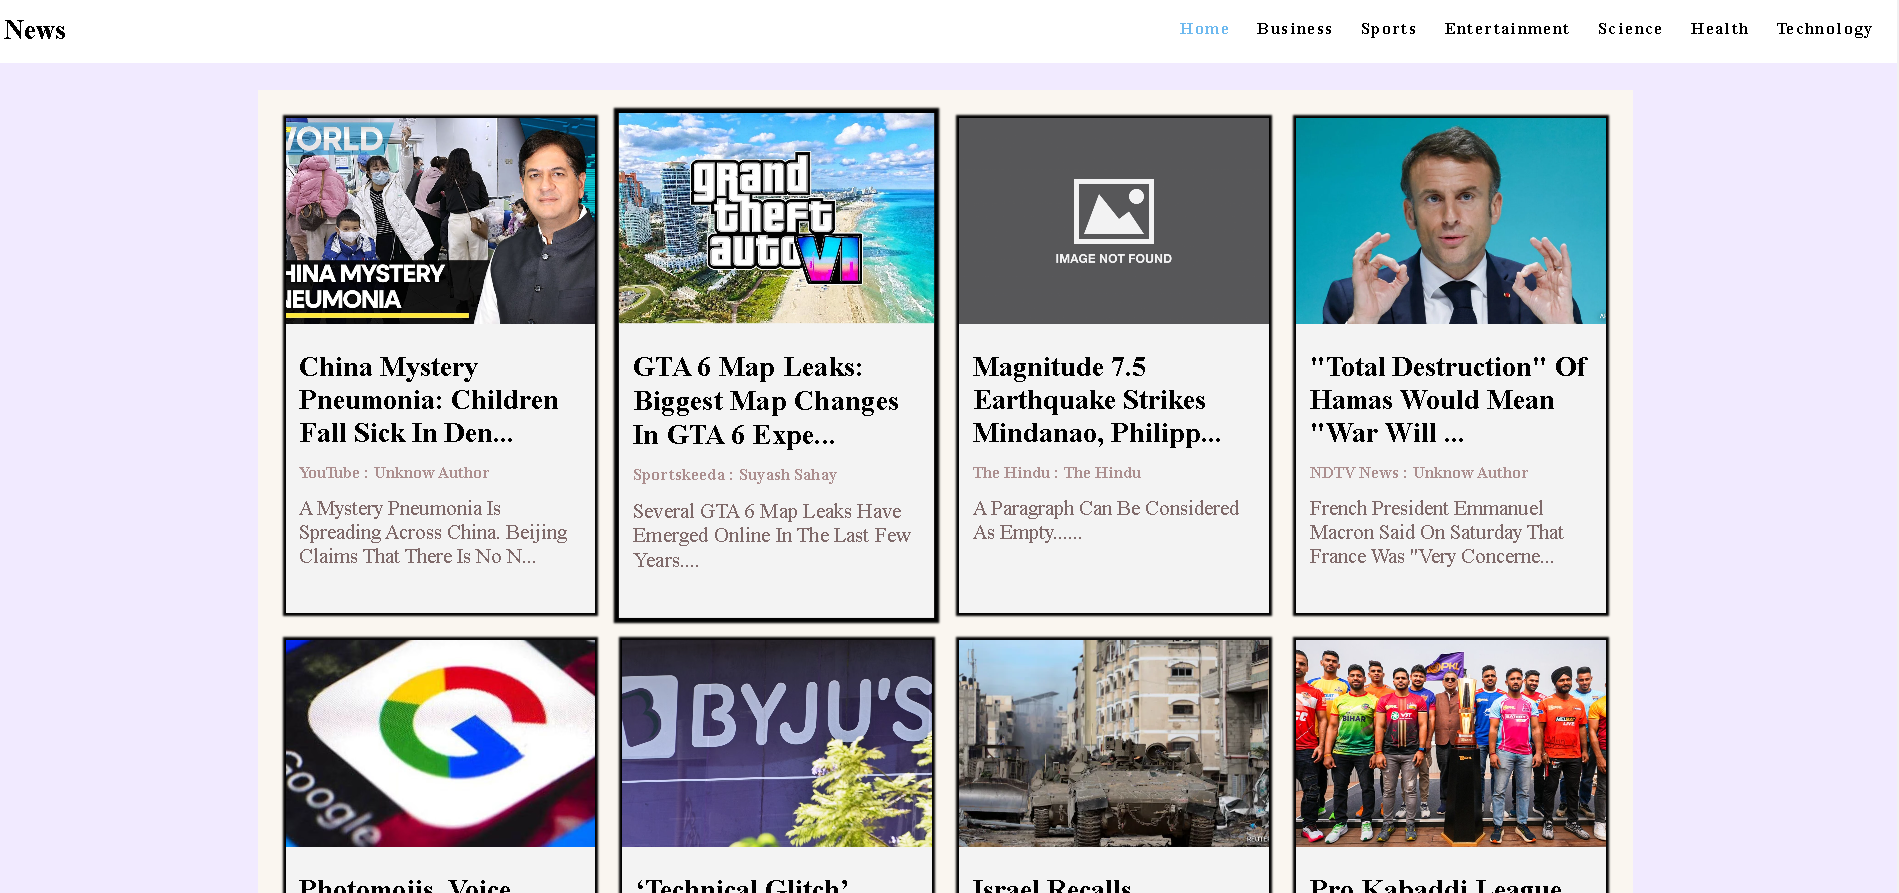 News
Home Business Sports Entertainment Science Health Technology
WORLD
CHINA MYSTERY
PNEUMONIA
China Mystery
Pneumonia: Children
Fall Sick In Den...
YouTube : Unknow Author
A Mystery Pneumonia Is
Spreading Across China. Beijing
Claims That There Is No N...
grand
theft
auto VI
GTA 6 Map Leaks:
Biggest Map Changes
In GTA 6 Expe...
Sportskeeda : Suyash Sahay
Several GTA 6 Map Leaks Have
Emerged Online In The Last Few
Years....
IMAGE NOT FOUND
Magnitude 7.5
Earthquake Strikes
Mindanao, Philipp...
The Hindu : The Hindu
A Paragraph Can Be Considered
As Empty......
"Total Destruction" Of
Hamas Would Mean
"War Will ...
NDTV News : Unknow Author
French President Emmanuel
Macron Said On Saturday That
France Was "Very Concerne...
Google
Photomojis, Voice
BYJU'S
‘Technical Glitch’
Israel Recalls
PKL
BIHAR
Pro Kabaddi League